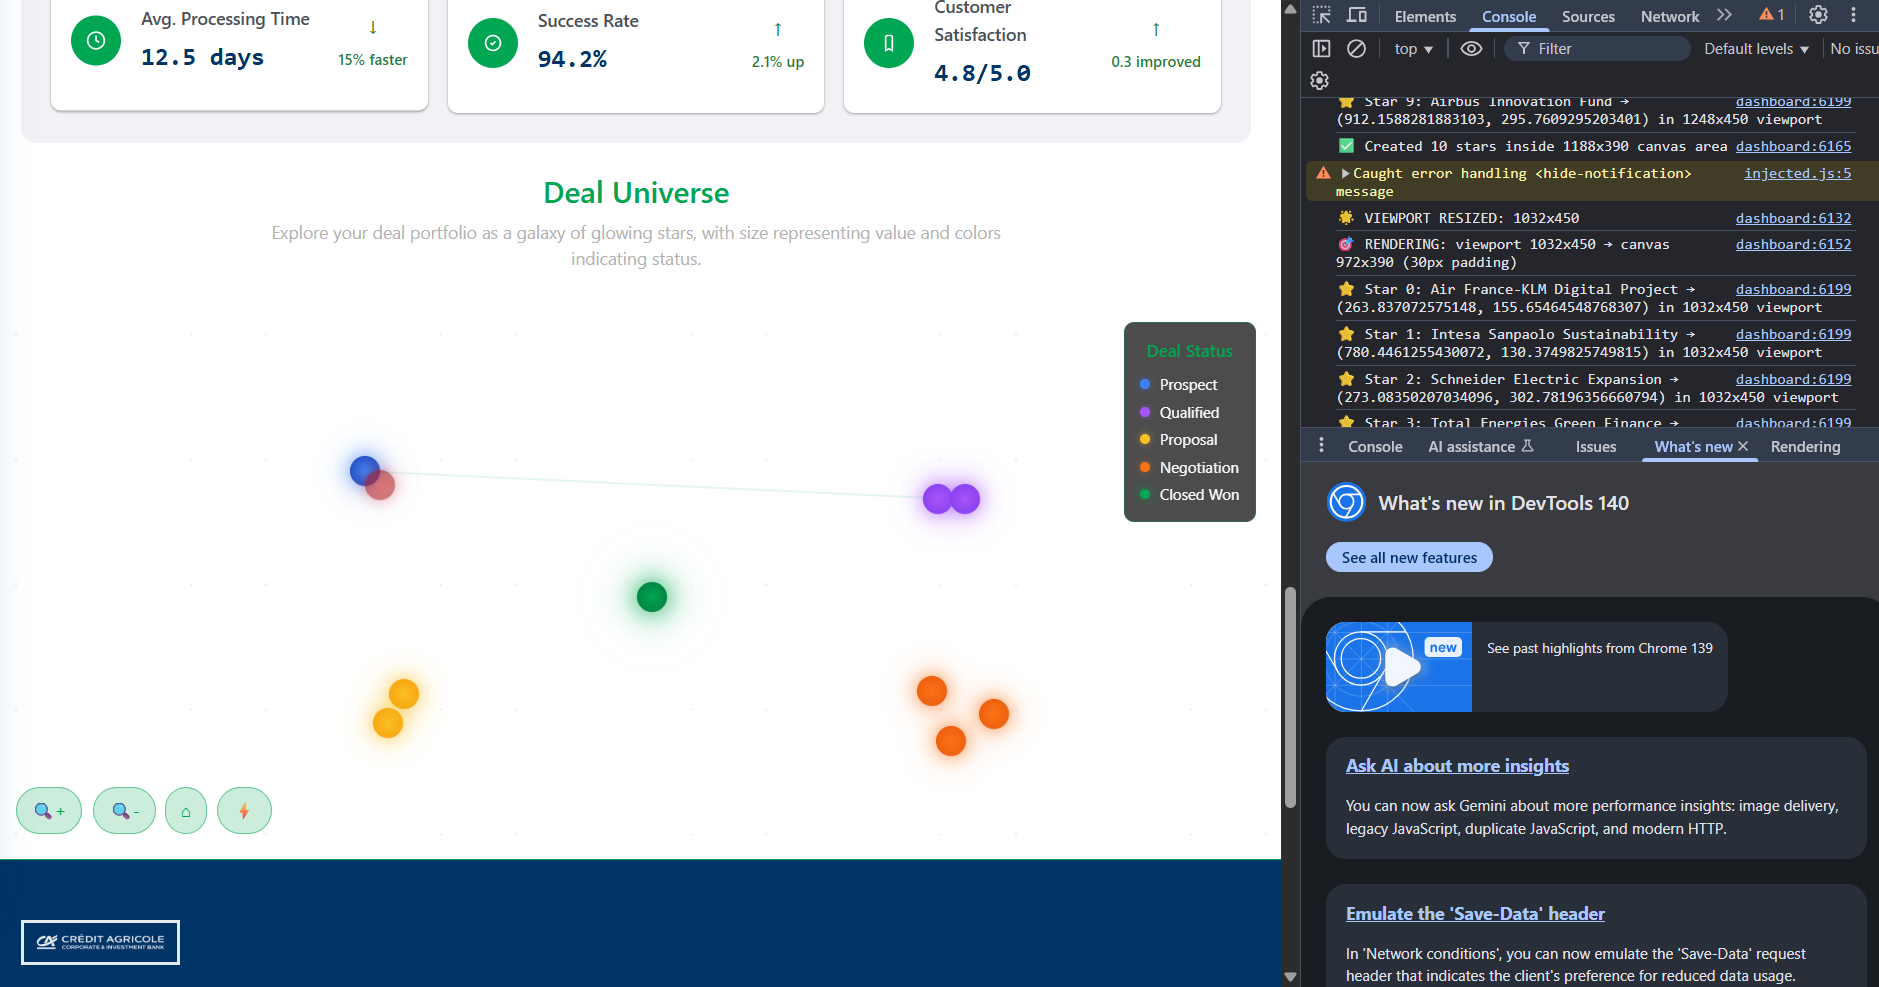 Avg. Processing Time
12.5 days
↓
15% faster
Success Rate
94.2%
↑
2.1% up
Customer
Satisfaction
4.8/5.0
↑
0.3 improved
Deal Universe
Explore your deal portfolio as a galaxy of glowing stars, with size representing value and colors
indicating status.
Deal Status
Prospect
Qualified
Proposal
Negotiation
Closed Won
+
-
CRÉDIT AGRICOLE
CORPORATE & INVESTMENT BANK
Elements
Console
Sources
Network
1
top
Filter
Default levels
No issu
Star 9: Airbus Innovation Fund → dashboard:6199
(912.1588281883103, 295.7609295203401) in 1248x450 viewport
Created 10 stars inside 1188x390 canvas area dashboard:6165
Caught error handling <hide-notification> injected.js:5
message
VIEWPORT RESIZED: 1032x450 dashboard:6132
RENDERING: viewport 1032x450 → canvas dashboard:6152
972x390 (30px padding)
Star 0: Air France-KLM Digital Project → dashboard:6199
(263.837072575148, 155.65464548768307) in 1032x450 viewport
Star 1: Intesa Sanpaolo Sustainability → dashboard:6199
(780.4461255430072, 130.3749825749815) in 1032x450 viewport
Star 2: Schneider Electric Expansion → dashboard:6199
(273.08350207034096, 302.78196356660794) in 1032x450 viewport
Star 3: Total Energies Green Finance → dashboard:6199
Console
AI assistance
Issues
What's new
Rendering
What's new in DevTools 140
See all new features
new
See past highlights from Chrome 139
Ask AI about more insights
You can now ask Gemini about more performance insights: image delivery,
legacy JavaScript, duplicate JavaScript, and modern HTTP.
Emulate the 'Save-Data' header
In 'Network conditions', you can now emulate the 'Save-Data' request
header that indicates the client's preference for reduced data usage.